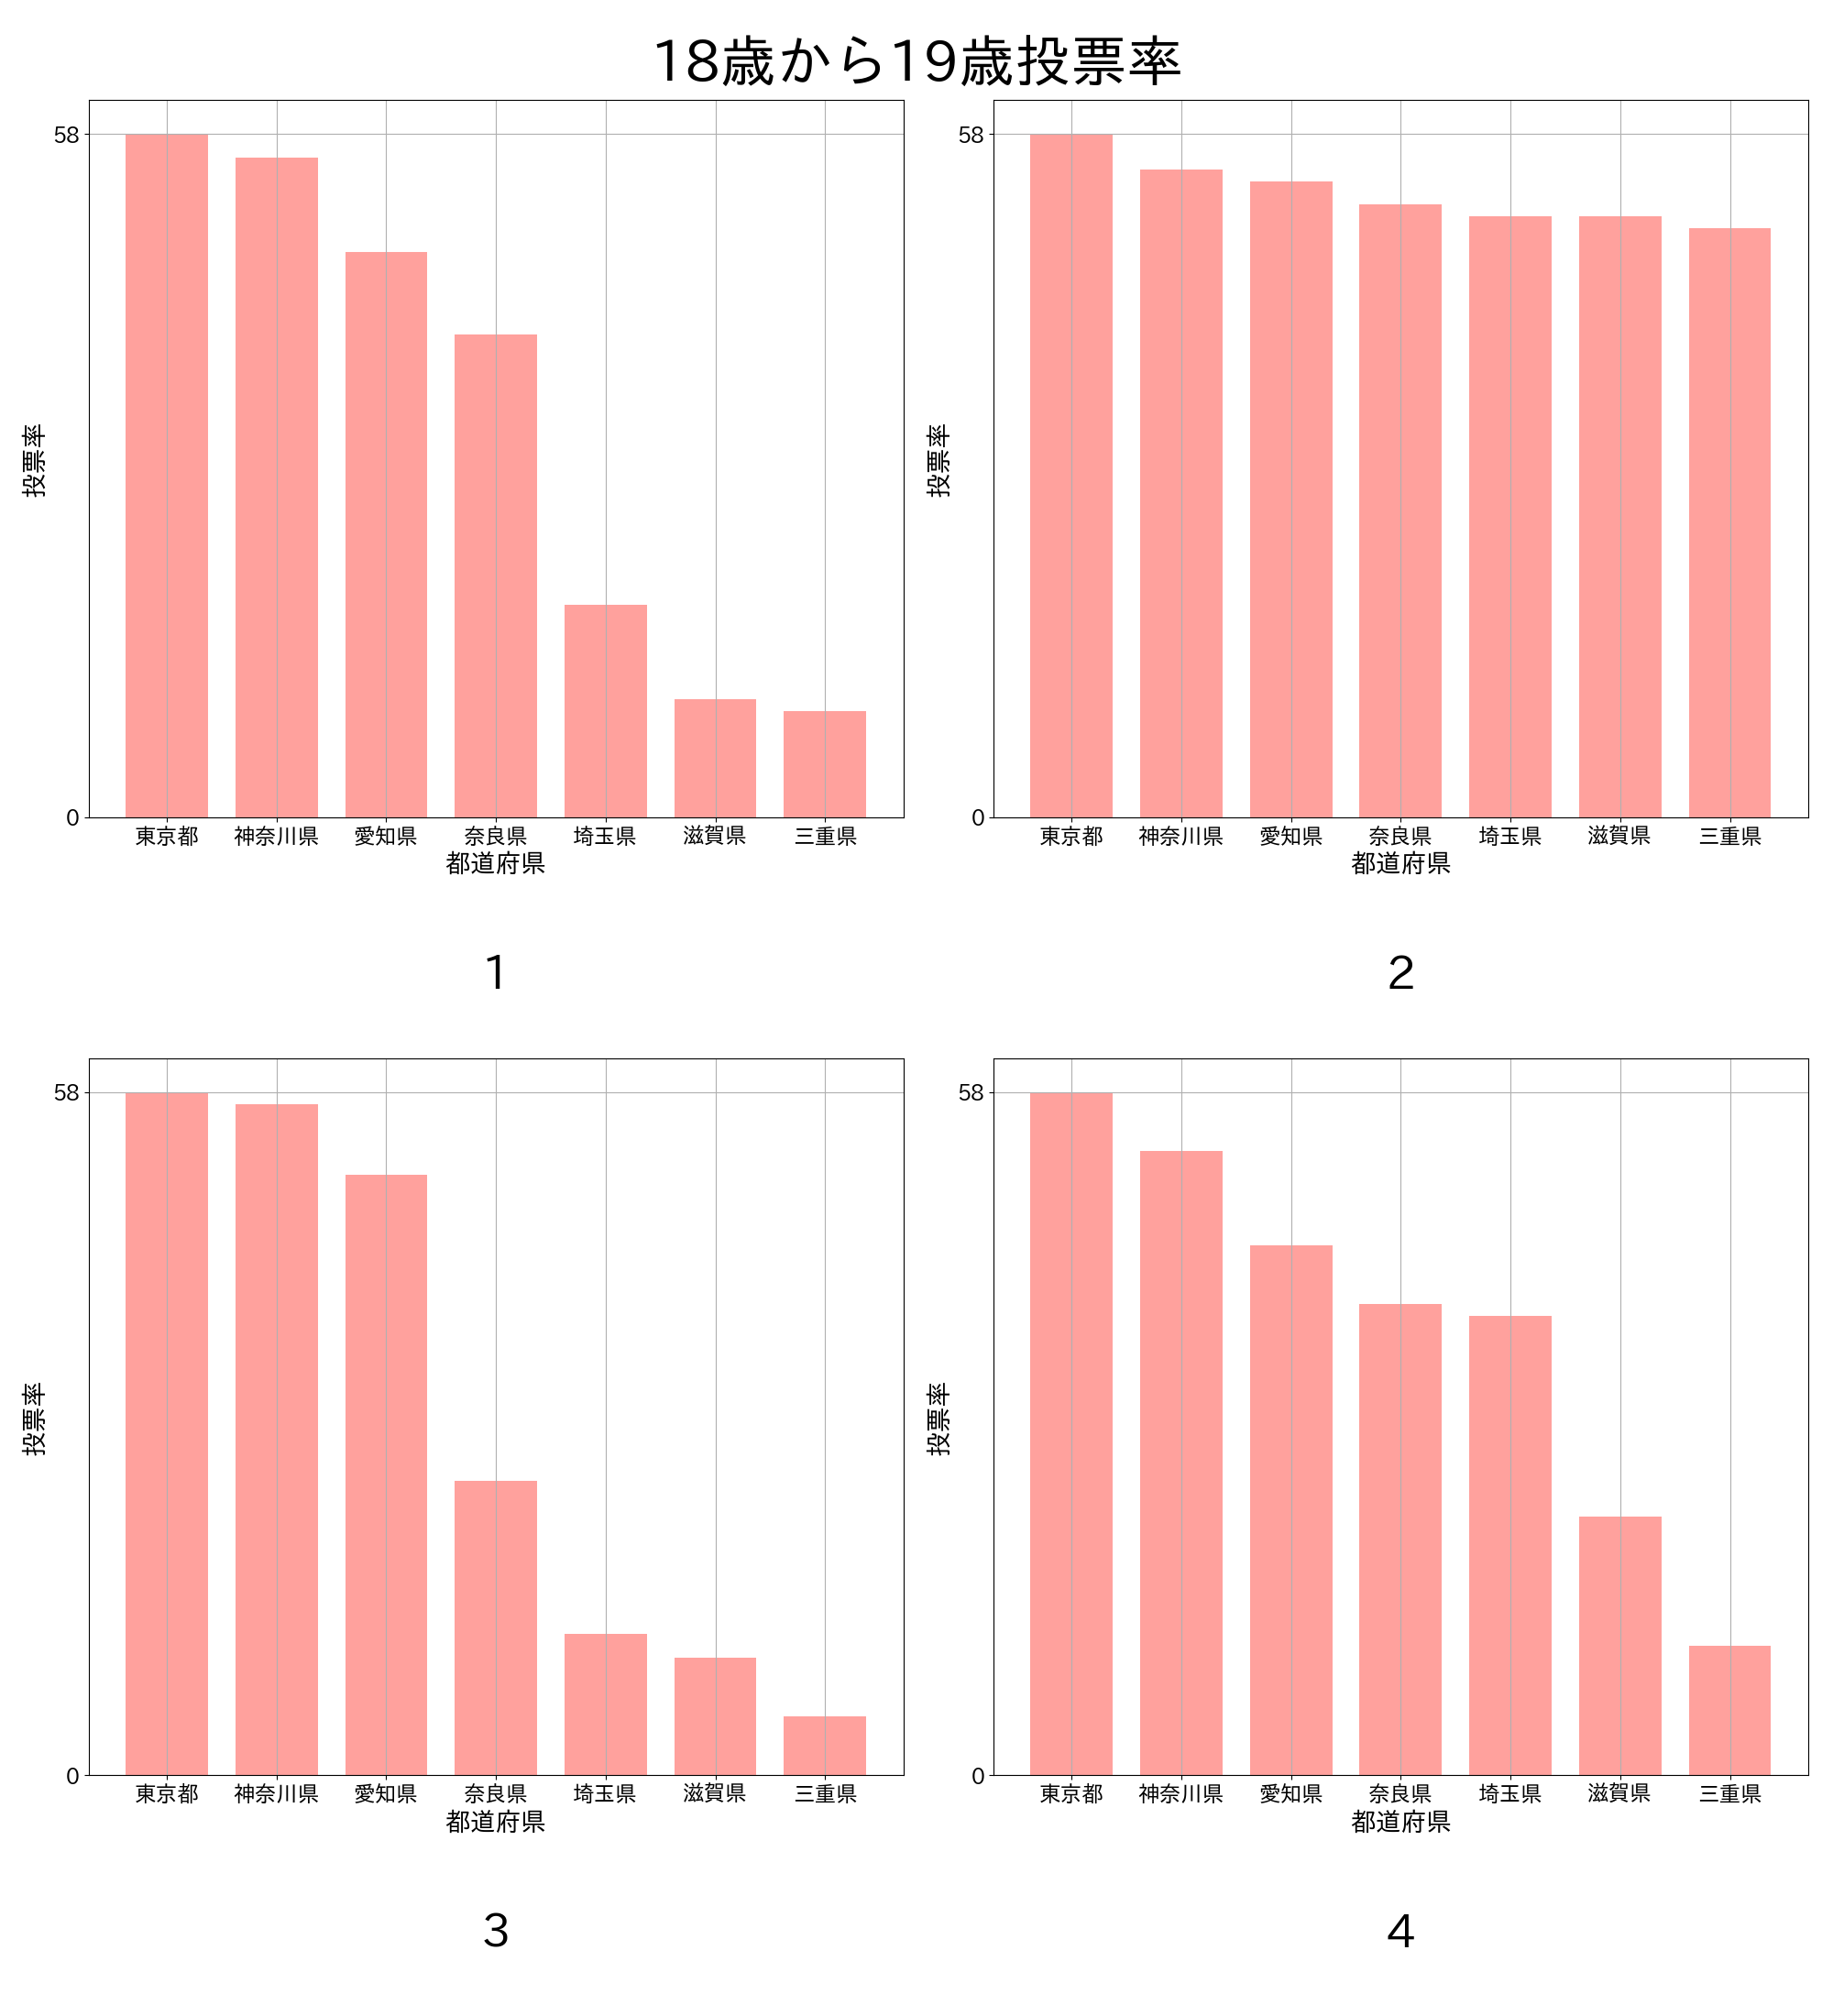 18歳から19歳投票率
58
0
投票率
東京都 神奈川県 愛知県 奈良県 埼玉県 滋賀県 三重県
都道府県
1
58
0
投票率
東京都 神奈川県 愛知県 奈良県 埼玉県 滋賀県 三重県
都道府県
2
58
0
投票率
東京都 神奈川県 愛知県 奈良県 埼玉県 滋賀県 三重県
都道府県
3
58
0
投票率
東京都 神奈川県 愛知県 奈良県 埼玉県 滋賀県 三重県
都道府県
4